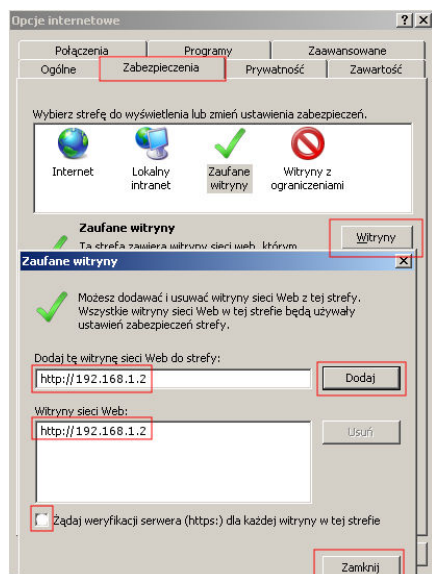 Opcje internetowe
Połączenia Programy Zaawansowane
Ogólne Zabezpieczenia Prywatność Zawartość
Wybierz strefę do wyświetlenia lub zmień ustawienia zabezpieczeń.
Internet Lokalny intranet Zaufane witryny Witryny z ograniczeniami
Zaufane witryny
Witryny
Ta strefa zawiera witryny sieci web, którym
Zaufane witryny
Możesz dodawać i usuwać witryny sieci Web z tej strefy.
Wszystkie witryny sieci Web w tej strefie będą używały
ustawień zabezpieczeń strefy.
Dodaj tę witrynę sieci Web do strefy:
http://192.168.1.2 Dodaj
Witryny sieci Web:
http://192.168.1.2 Usuń
Żądaj weryfikacji serwera (https:) dla każdej witryny w tej strefie
Zamknij